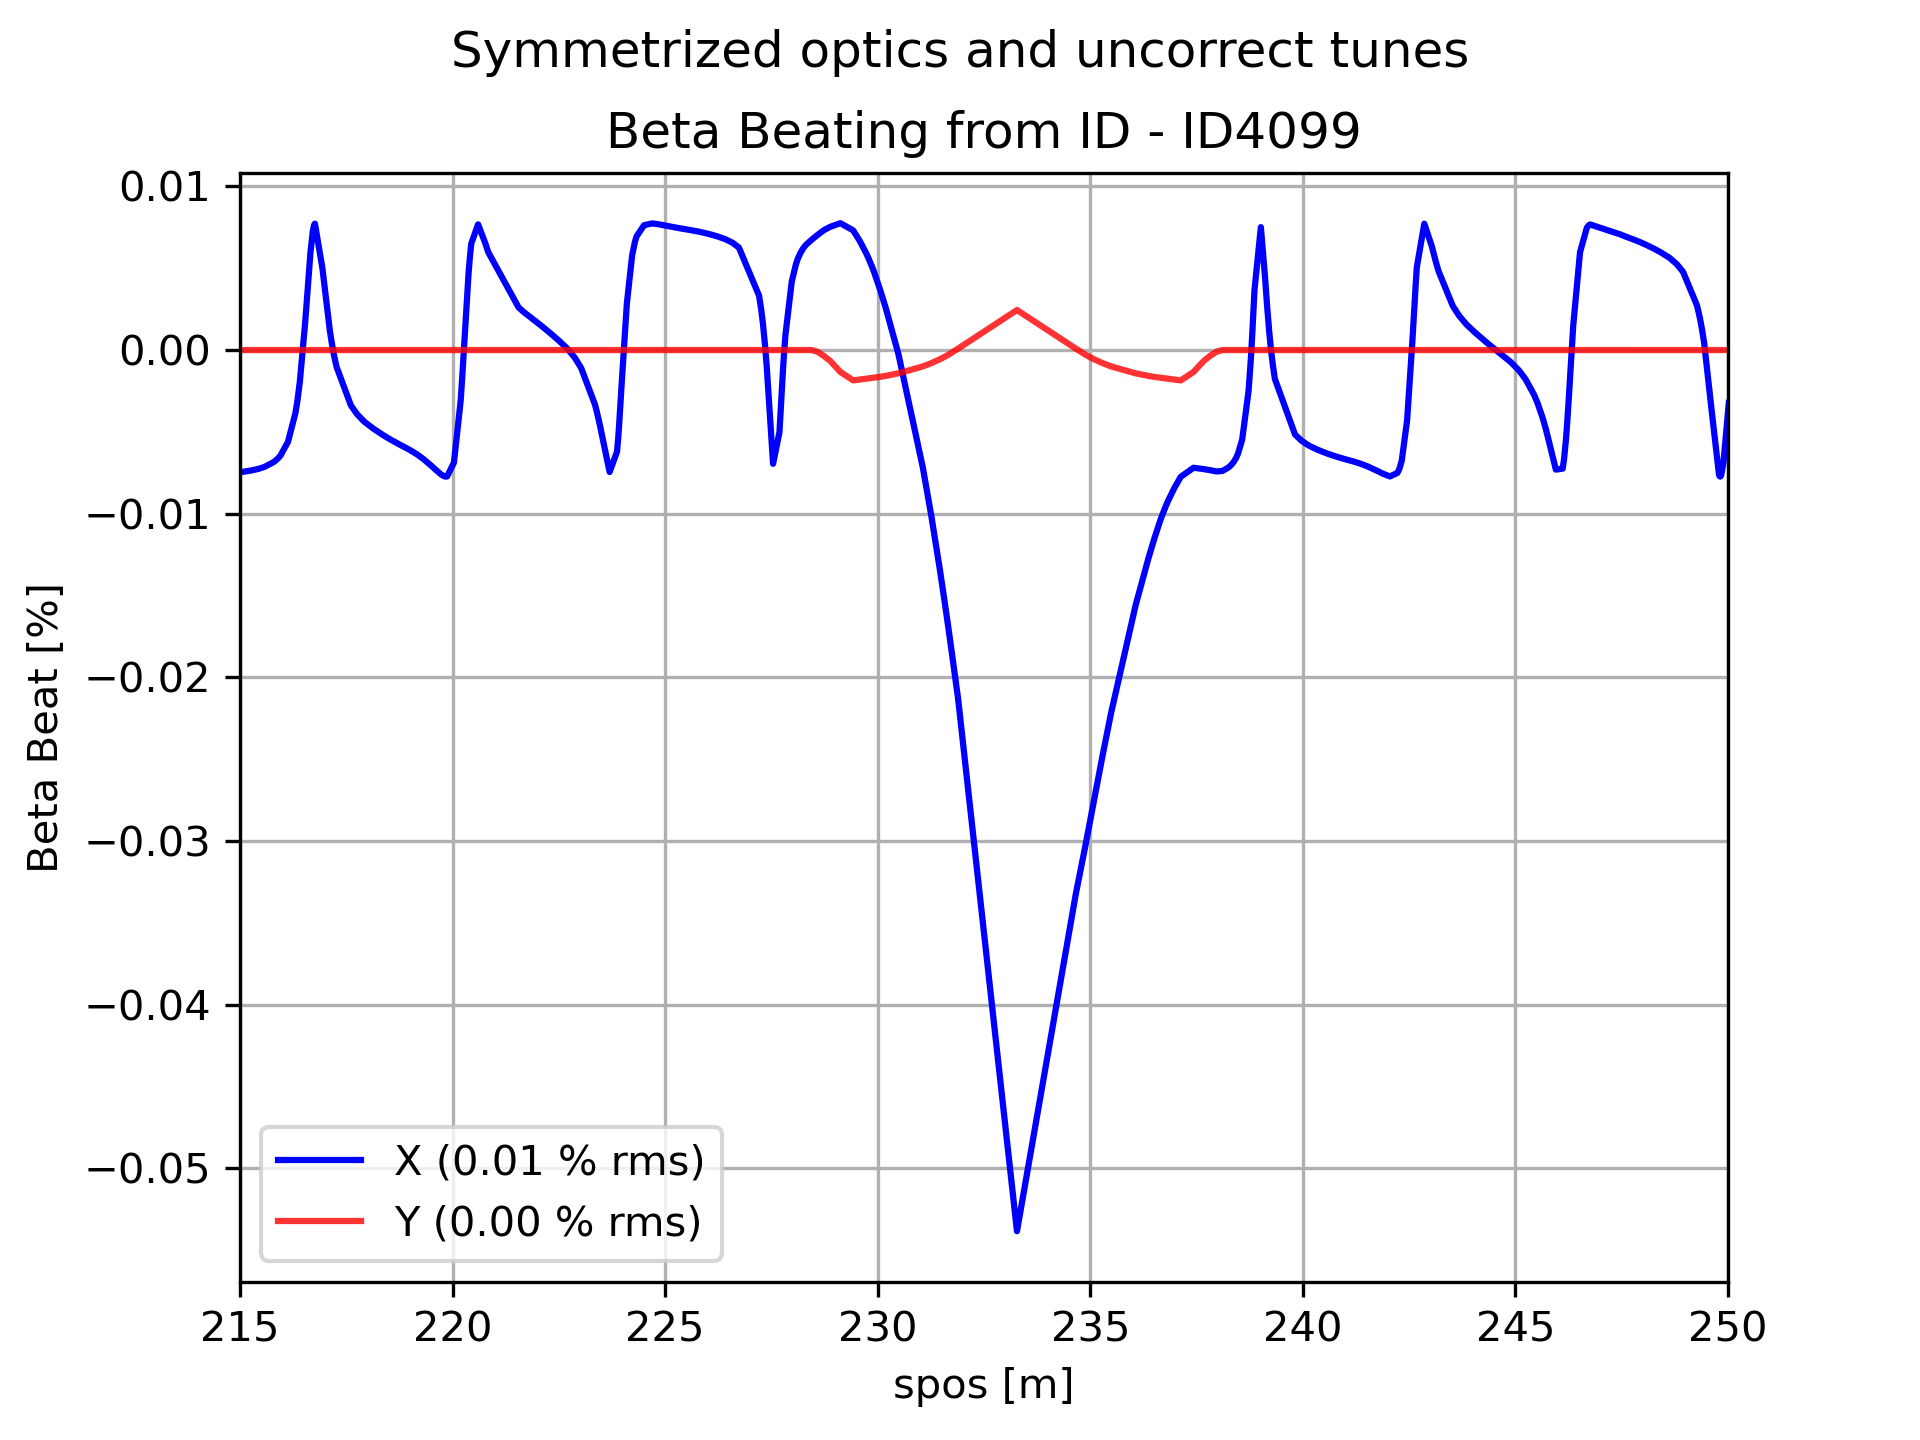 Symmetrized optics and uncorrect tunes
Beta Beating from ID - ID4099
0.01
0.00
−0.01
−0.02
−0.03
−0.04
−0.05
Beta Beat [%]
X (0.01 % rms)
Y (0.00 % rms)
215 220 225 230 235 240 245 250
spos [m]